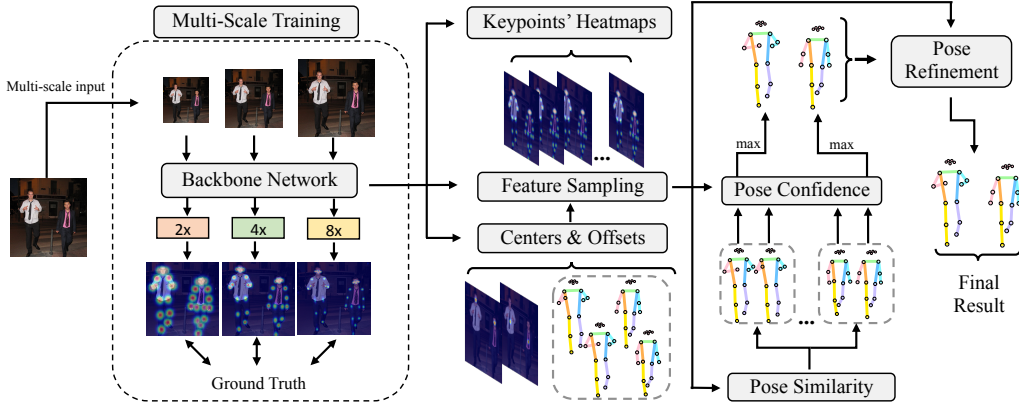 Multi-Scale Training
Multi-scale input
Backbone Network
2x
4x
8x
Ground Truth
Keypoints' Heatmaps
...
Feature Sampling
Centers & Offsets
max
max
Pose Confidence
...
Pose Similarity
Pose
Refinement
Final
Result